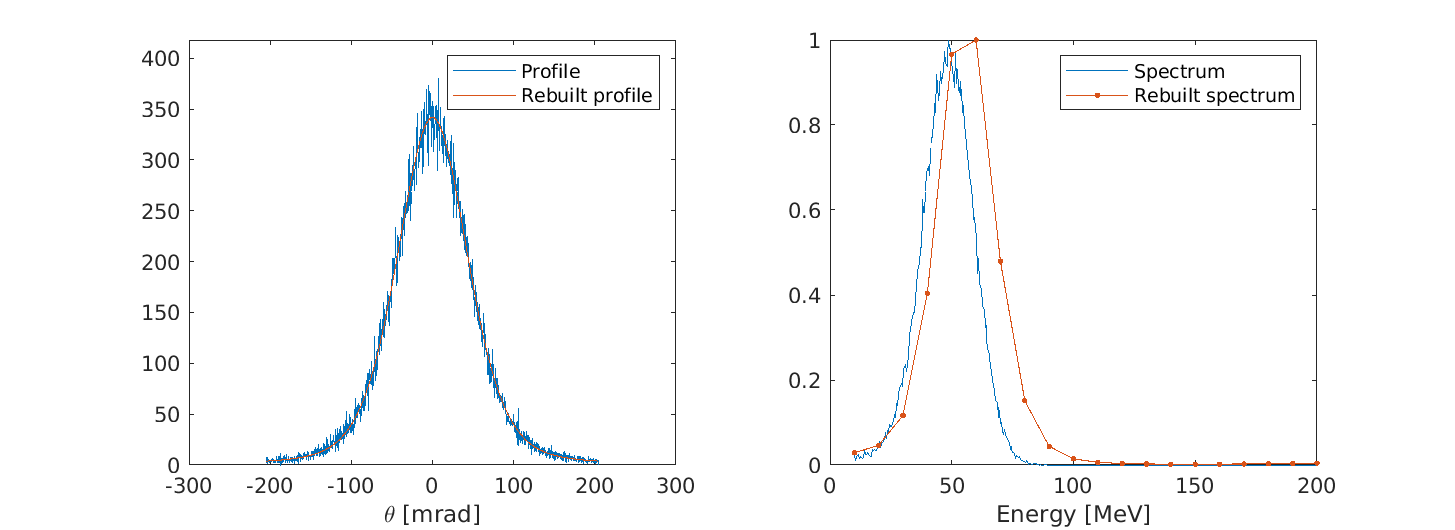 400
350
300
250
200
150
100
50
0
-300 -200 -100 0 100 200 300
θ [mrad]
Profile
Rebuilt profile
1
0.8
0.6
0.4
0.2
0
0 50 100 150 200
Energy [MeV]
Spectrum
Rebuilt spectrum